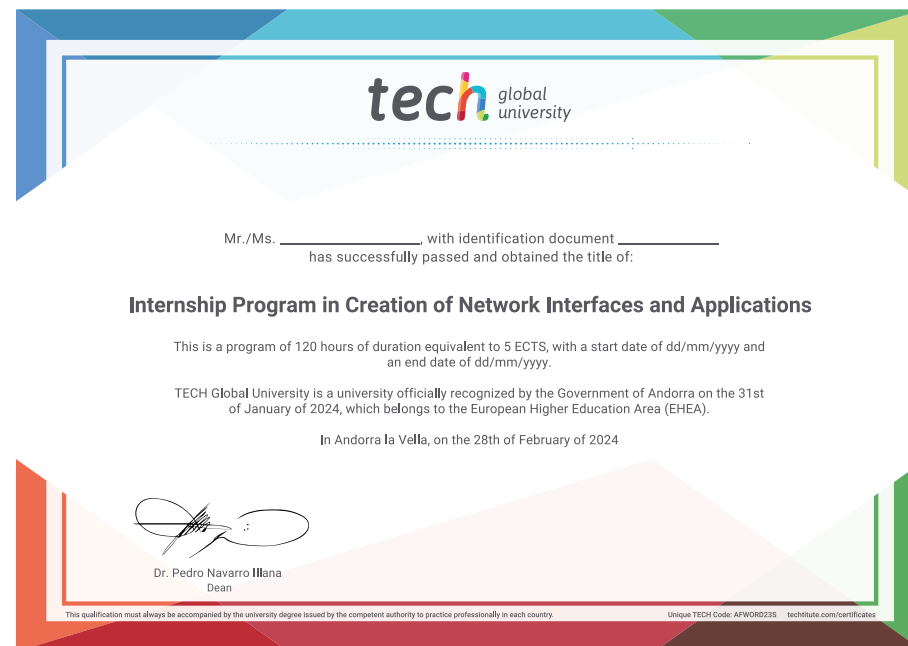 tech global university
Mr./Ms. ____________________, with identification document ______________
has successfully passed and obtained the title of:
Internship Program in Creation of Network Interfaces and Applications
This is a program of 120 hours of duration equivalent to 5 ECTS, with a start date of dd/mm/yyyy and
an end date of dd/mm/yyyy.
TECH Global University is a university officially recognized by the Government of Andorra on the 31st
of January of 2024, which belongs to the European Higher Education Area (EHEA).
In Andorra la Vella, on the 28th of February of 2024
Dr. Pedro Navarro Illana
Dean
This qualification must always be accompanied by the university degree issued by the competent authority to practice professionally in each country. Unique TECH Code: AFWORD23S techtitute.com/certificates